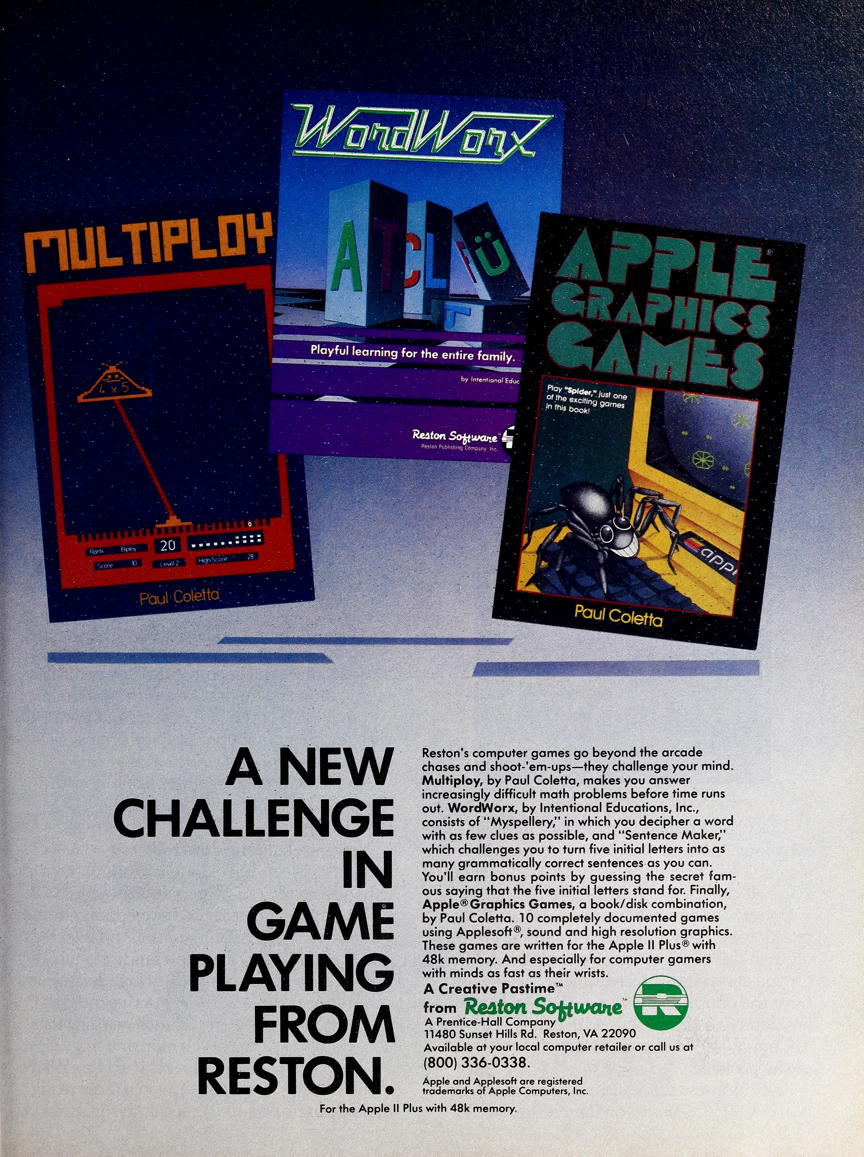 WordWorx
MULTIPLOY
A T C L Ü
APPLE®
GRAPHICS
GAMES
Playful learning for the entire family.
by Intentional Educ
Reston Software™
Reston Publishing Company, Inc.
Play "Spider," just one
of the exciting games
in this book!
4 x 5
20
Score 10
Level 2
High Score 28
Paul Coletta
appl
Paul Coletta
A NEW
CHALLENGE
IN
GAME
PLAYING
FROM
RESTON.
Reston's computer games go beyond the arcade
chases and shoot-'em-ups—they challenge your mind.
Multiploy, by Paul Coletta, makes you answer
increasingly difficult math problems before time runs
out. WordWorx, by Intentional Educations, Inc.,
consists of "Myspellery," in which you decipher a word
with as few clues as possible, and "Sentence Maker,"
which challenges you to turn five initial letters into as
many grammatically correct sentences as you can.
You'll earn bonus points by guessing the secret fam-
ous saying that the five initial letters stand for. Finally,
Apple® Graphics Games, a book/disk combination,
by Paul Coletta. 10 completely documented games
using Applesoft®, sound and high resolution graphics.
These games are written for the Apple II Plus® with
48k memory. And especially for computer gamers
with minds as fast as their wrists.
A Creative Pastime™
from Reston Software™
A Prentice-Hall Company
11480 Sunset Hills Rd. Reston, VA 22090
Available at your local computer retailer or call us at
(800) 336-0338.
Apple and Applesoft are registered
trademarks of Apple Computers, Inc.
For the Apple II Plus with 48k memory.